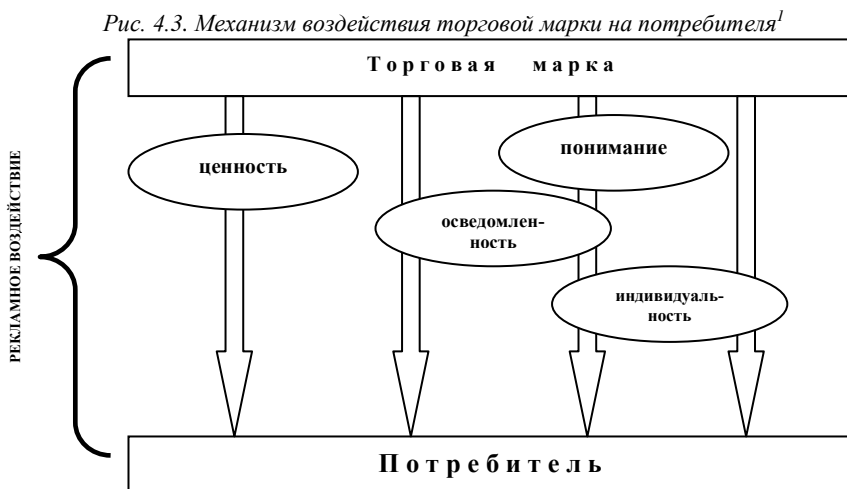 Рис. 4.3. Механизм воздействия торговой марки на потребителя1
Торговая марка
ценность
понимание
осведомлен-
ность
индивидуаль-
ность
РЕКЛАМНОЕ ВОЗДЕЙСТВИЕ
Потребитель